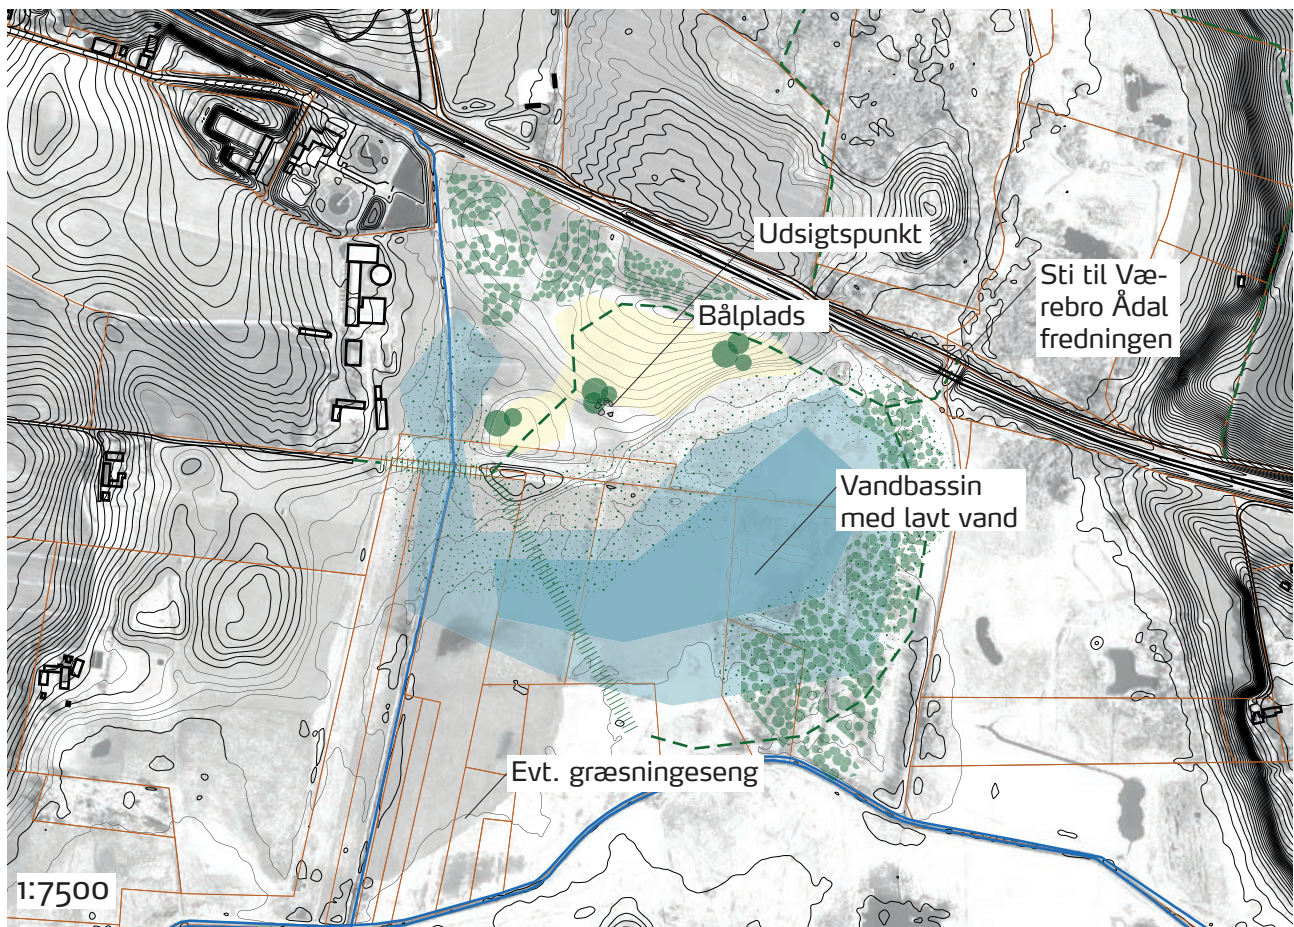 Udsigtspunkt
Sti til Væ-
rebro Ådal
fredningen
Bålplads
Vandbassin
med lavt vand
Evt. græsningeseng
1:7500